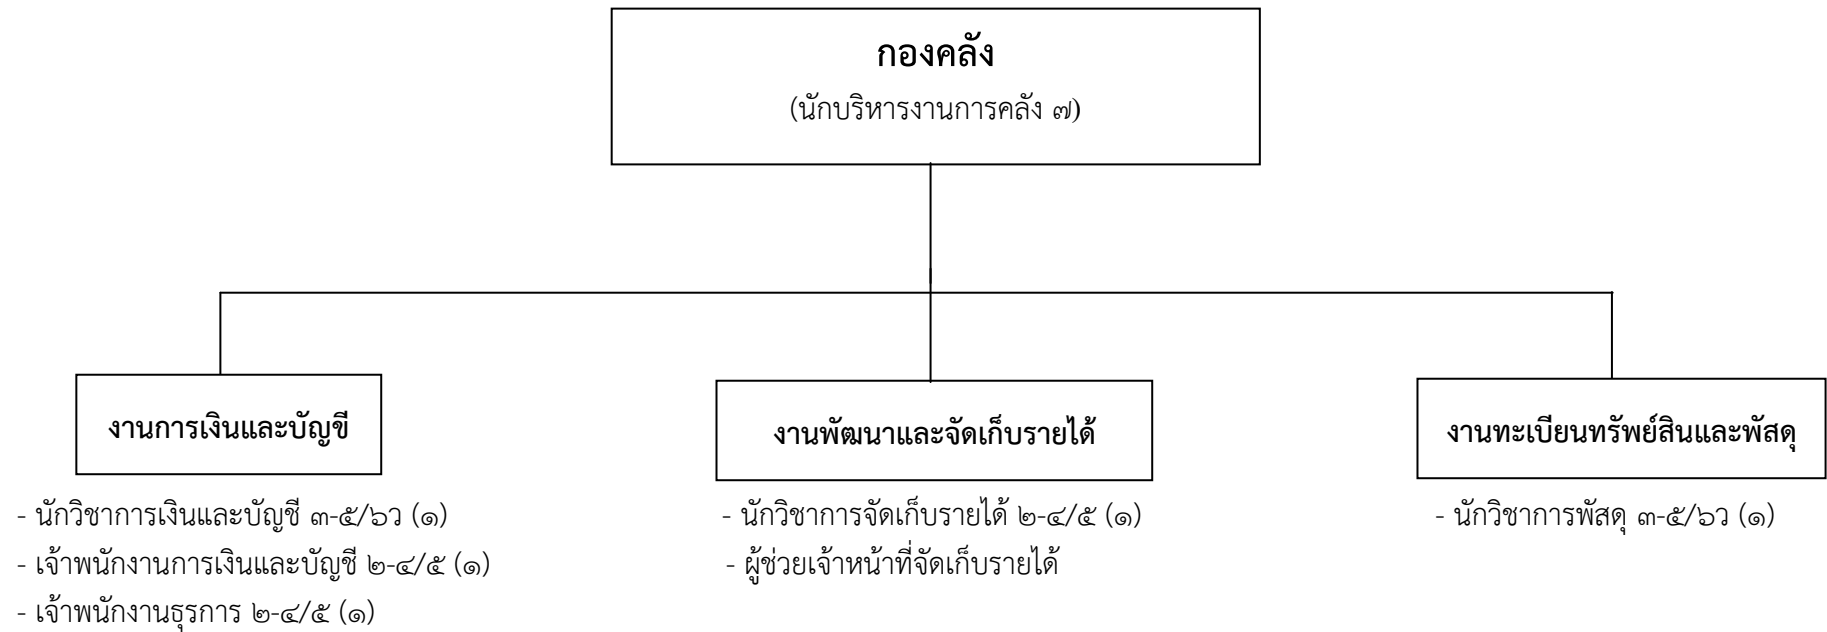 กองคลัง
(นักบริหารงานการคลัง ๗)
งานการเงินและบัญชี
- นักวิชาการเงินและบัญชี ๓-๕/๖ว (๑)
- เจ้าพนักงานการเงินและบัญชี ๒-๔/๕ (๑)
- เจ้าพนักงานธุรการ ๒-๔/๕ (๑)
งานพัฒนาและจัดเก็บรายได้
- นักวิชาการจัดเก็บรายได้ ๒-๔/๕ (๑)
- ผู้ช่วยเจ้าหน้าที่จัดเก็บรายได้
งานทะเบียนทรัพย์สินและพัสดุ
- นักวิชาการพัสดุ ๓-๕/๖ว (๑)